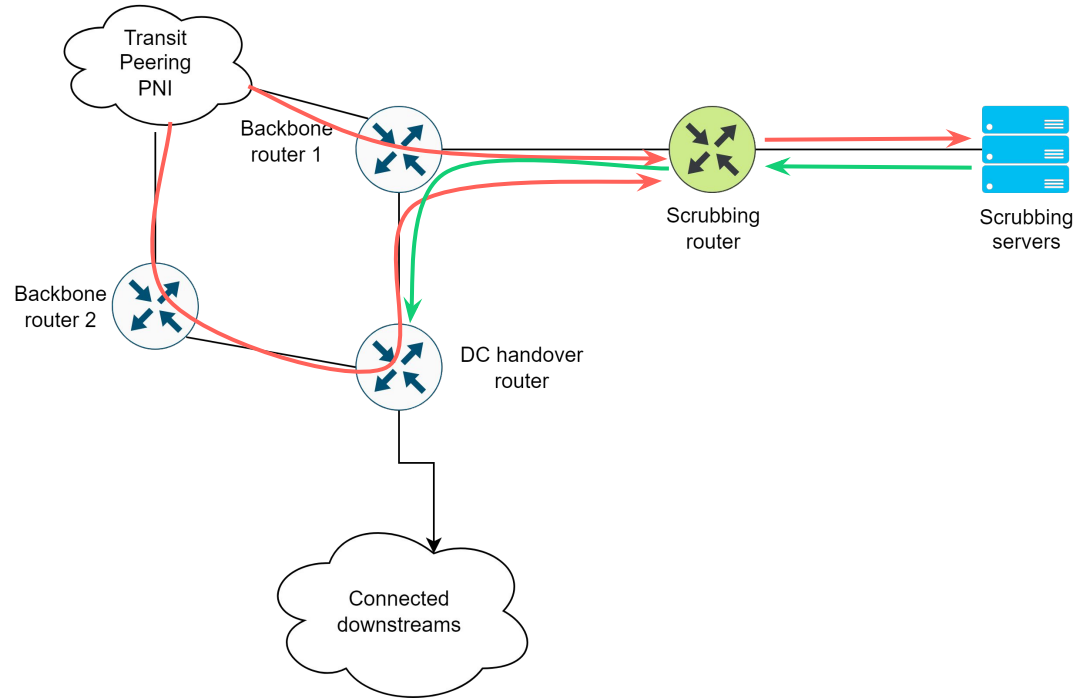 Transit
Peering
PNI
Backbone
router 1
Scrubbing
router
Scrubbing
servers
Backbone
router 2
DC handover
router
Connected
downstreams